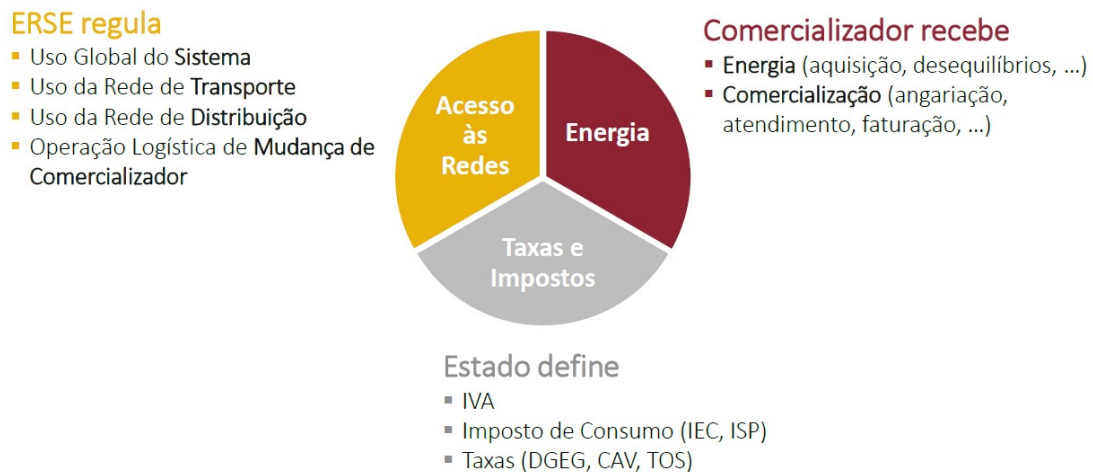 ERSE regula
▪ Uso Global do Sistema
▪ Uso da Rede de Transporte
▪ Uso da Rede de Distribuição
▪ Operação Logística de Mudança de
Comercializador
Acesso
às
Redes
Energia
Taxas e
Impostos
Comercializador recebe
▪ Energia (aquisição, desequilíbrios, ...)
▪ Comercialização (angariação,
atendimento, faturação, ...)
Estado define
▪ IVA
▪ Imposto de Consumo (IEC, ISP)
▪ Taxas (DGEG, CAV, TOS)